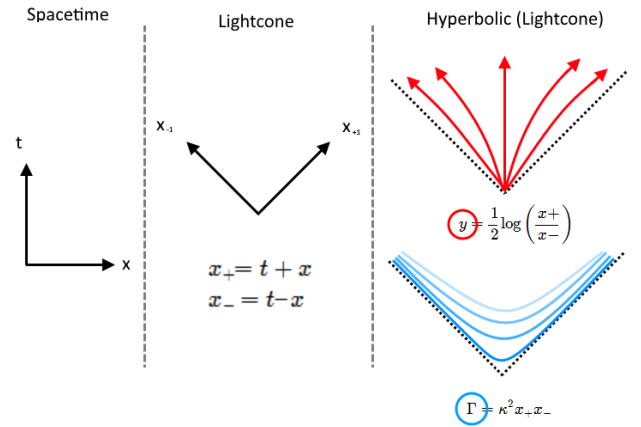 Spacetime
t
x
Lightcone
x₋₁
x₊₁
x₊= t + x
x₋ = t−x
Hyperbolic (Lightcone)
y = 1/2 log (x+/x−)
Γ = κ²x₊x₋